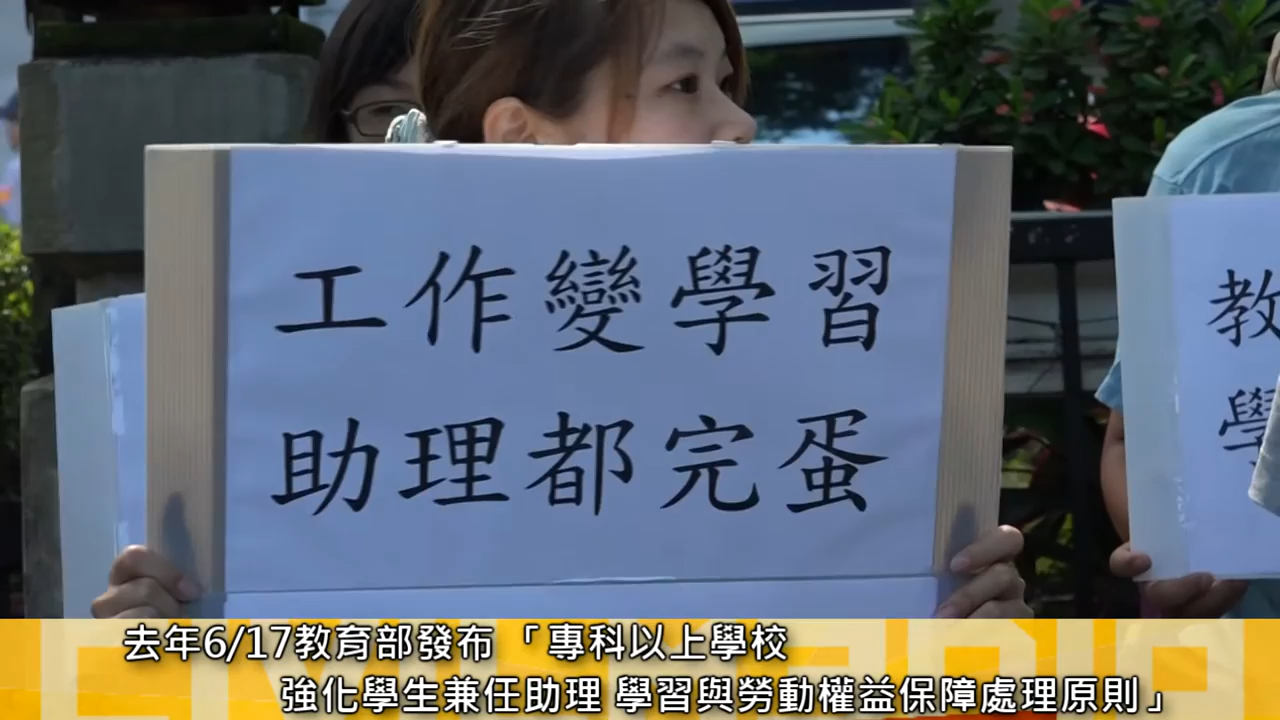 工作變學習
助理都完蛋
教
學
去年6/17教育部發布「專科以上學校
強化學生兼任助理 學習與勞動權益保障處理原則」